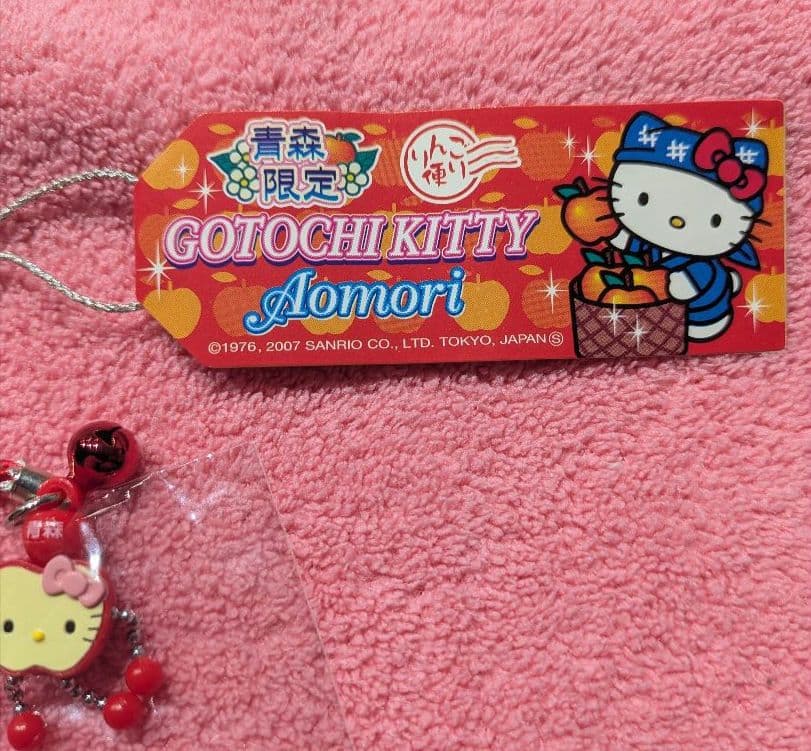 青森
限定
りんご
り便
GOTOCHI KITTY
Aomori
©1976, 2007 SANRIO CO., LTD. TOKYO, JAPAN Ⓢ
青森